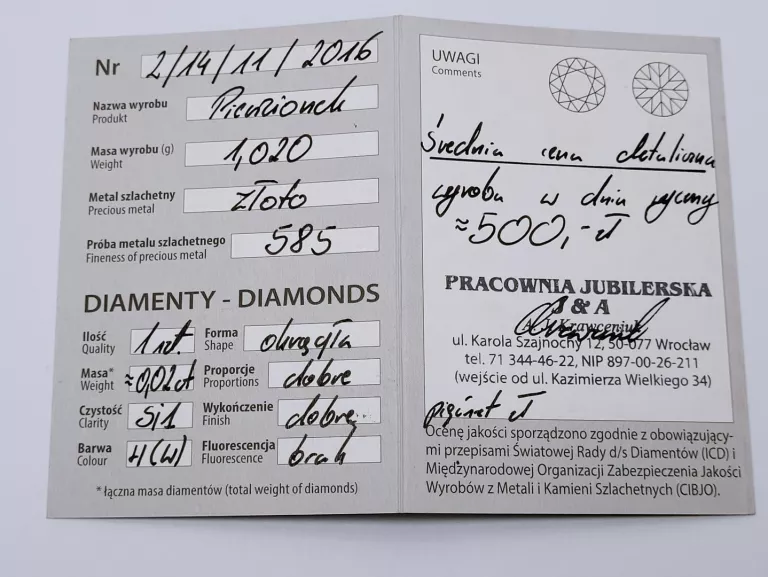 Nr 2/14/11/2016
Nazwa wyrobu Pierścionek
Produkt
Masa wyrobu (g) 1,020
Weight
Metal szlachetny złoto
Precious metal
Próba metalu szlachetnego 585
Fineness of precious metal
DIAMENTY - DIAMONDS
Ilość 1 szt. Forma okrągła
Quality Shape
Masa* ≈0,02ct Proporcje dobre
Weight Proportions
Czystość Si1 Wykończenie dobre
Clarity Finish
Barwa H(W) Fluorescencja brak
Colour Fluorescence
* łączna masa diamentów (total weight of diamonds)
UWAGI
Comments
Średnia cena detaliczna
wyrobu w dniu wyceny
≈500,- zł
PRACOWNIA JUBILERSKA
J & A
A. J. Krawczeniuk
ul. Karola Szajnochy 12, 50-077 Wrocław
tel. 71 344-46-22, NIP 897-00-26-211
(wejście od ul. Kazimierza Wielkiego 34)
pięćset zł
Ocenę jakości sporządzono zgodnie z obowiązujący-
mi przepisami Światowej Rady d/s Diamentów (ICD) i
Międzynarodowej Organizacji Zabezpieczenia Jakości
Wyrobów z Metali i Kamieni Szlachetnych (CIBJO).